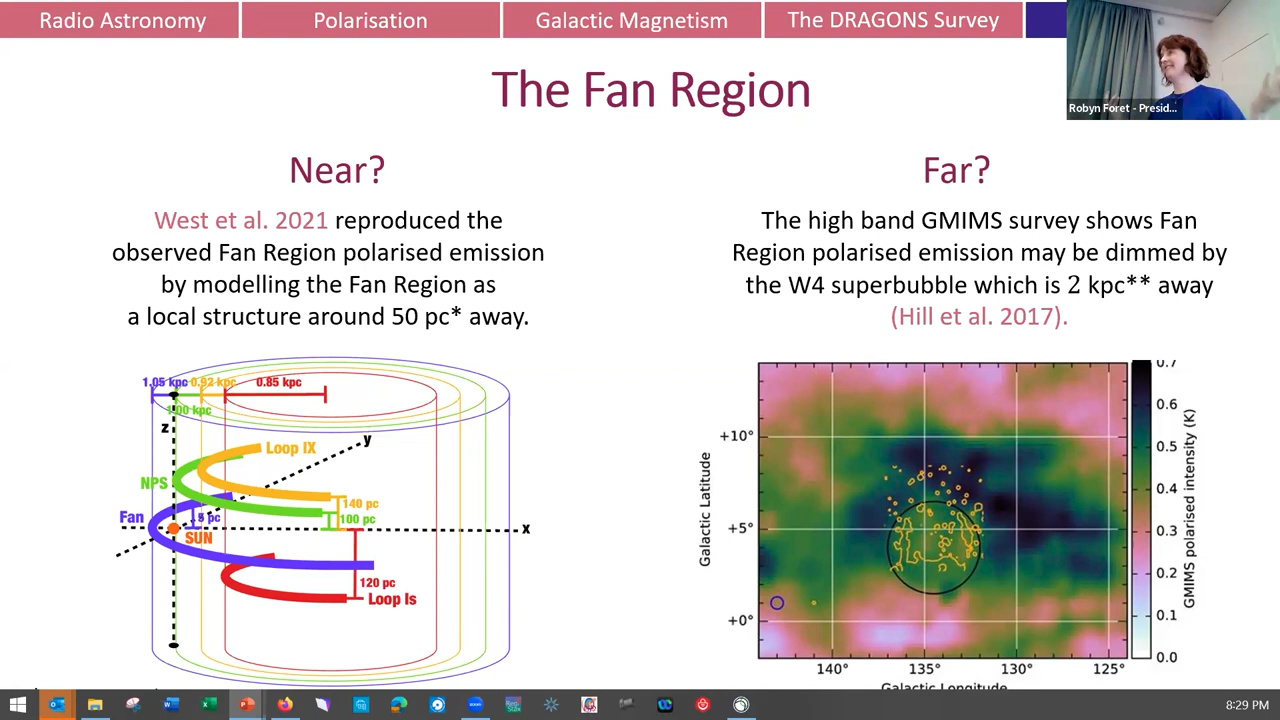 Radio Astronomy
Polarisation
Galactic Magnetism
The DRAGONS Survey
Robyn Foret - Presid...
The Fan Region
Near?
West et al. 2021 reproduced the
observed Fan Region polarised emission
by modelling the Fan Region as
a local structure around 50 pc* away.
1.05 kpc
0.92 kpc
0.85 kpc
1.00 kpc
z
y
Loop IX
NPS
140 pc
Fan
5 pc
100 pc
SUN
x
120 pc
Loop Is
Far?
The high band GMIMS survey shows Fan
Region polarised emission may be dimmed by
the W4 superbubble which is 2 kpc** away
(Hill et al. 2017).
+10°
+5°
+0°
Galactic Latitude
140°
135°
130°
125°
Galactic Longitude
0.7
0.6
0.5
0.4
0.3
0.2
0.1
0.0
GMIMS polarised intensity (K)
8:29 PM